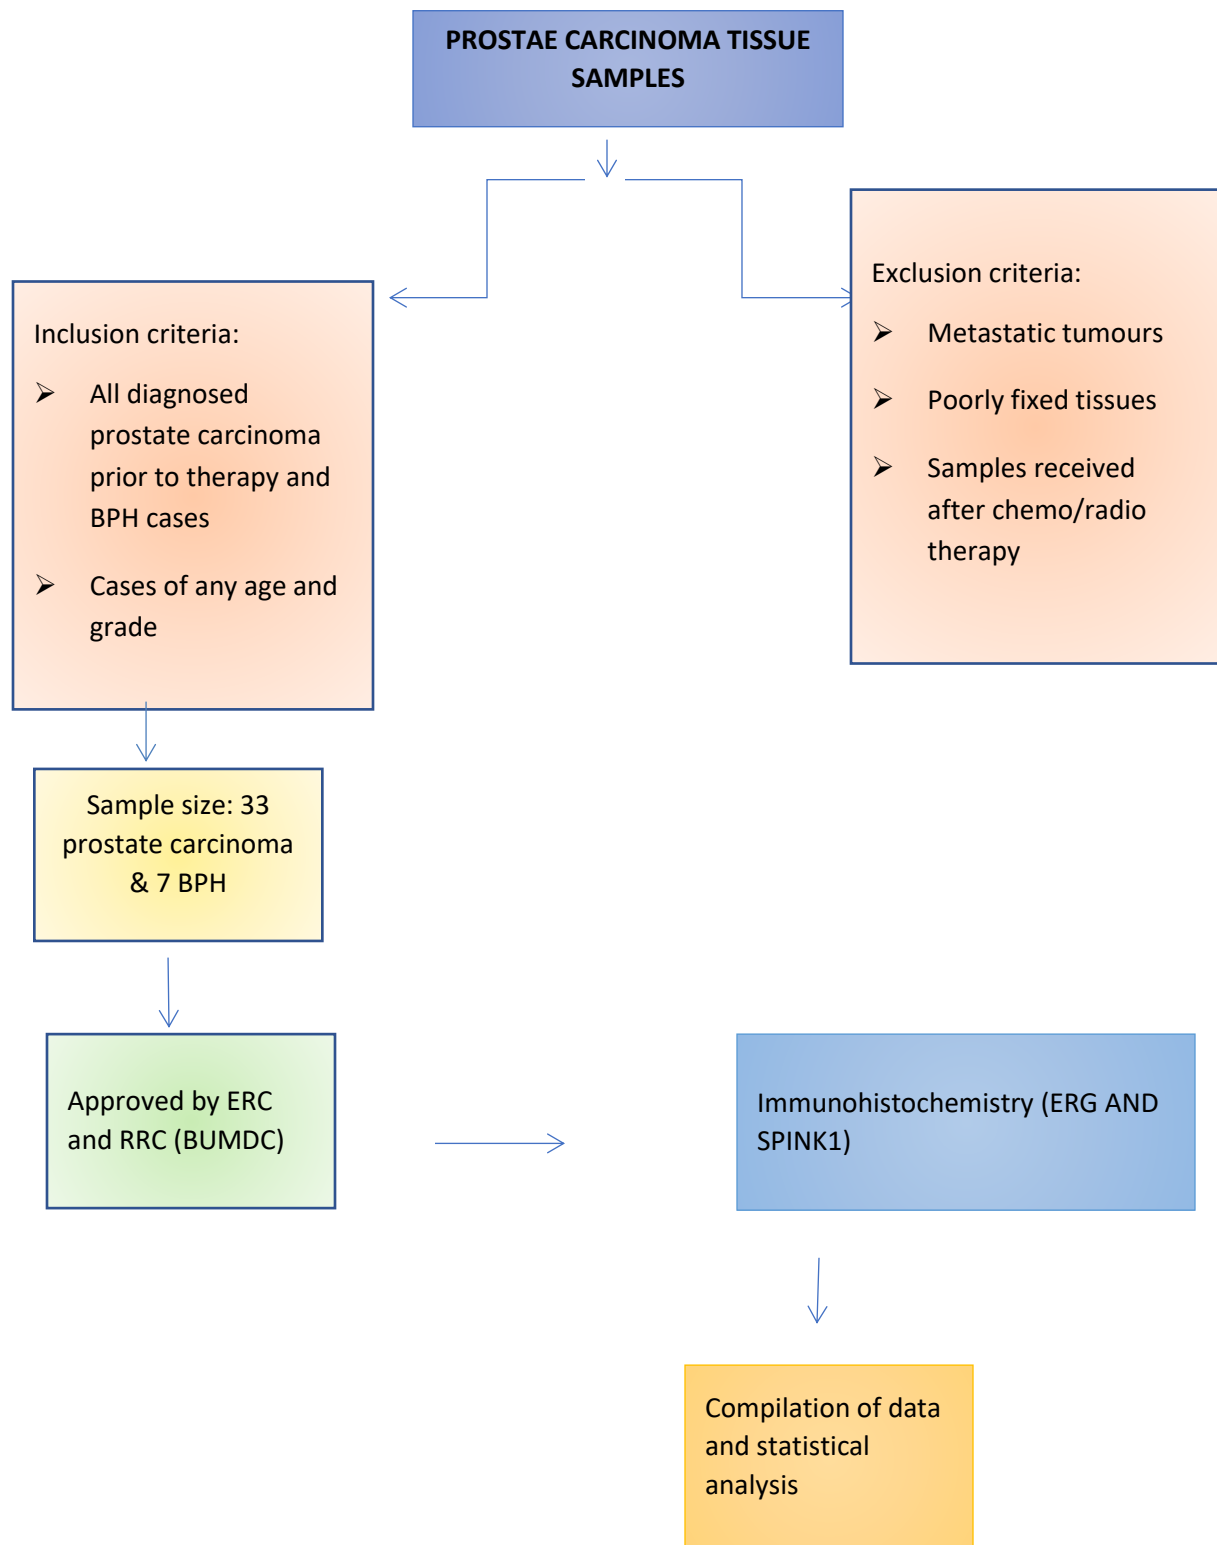 PROSTAE CARCINOMA TISSUE
SAMPLES
Inclusion criteria:
➢ All diagnosed
prostate carcinoma
prior to therapy and
BPH cases
➢ Cases of any age and
grade
Exclusion criteria:
➢ Metastatic tumours
➢ Poorly fixed tissues
➢ Samples received
after chemo/radio
therapy
Sample size: 33
prostate carcinoma
& 7 BPH
Approved by ERC
and RRC (BUMDC)
Immunohistochemistry (ERG AND
SPINK1)
Compilation of data
and statistical
analysis